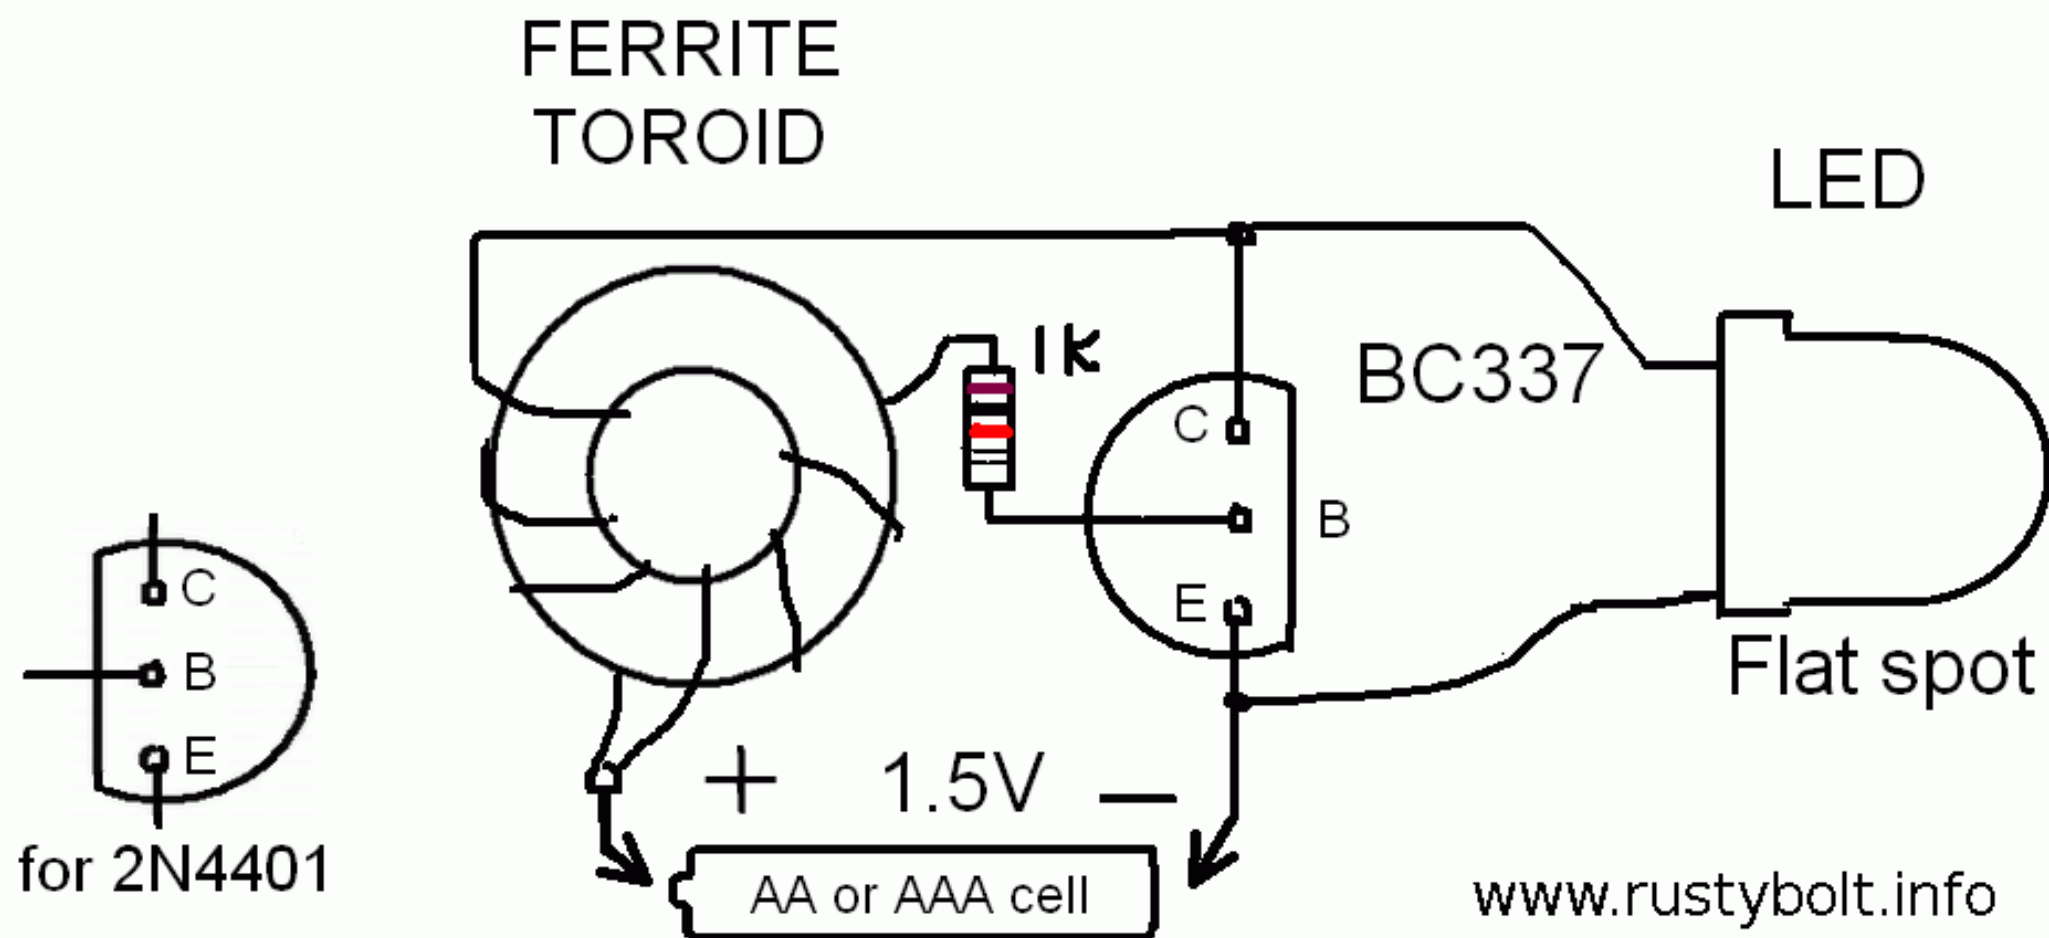 FERRITE
TOROID
LED
1K
BC337
C
B
E
Flat spot
C
B
E
for 2N4401
+ 1.5V −
AA or AAA cell
www.rustybolt.info